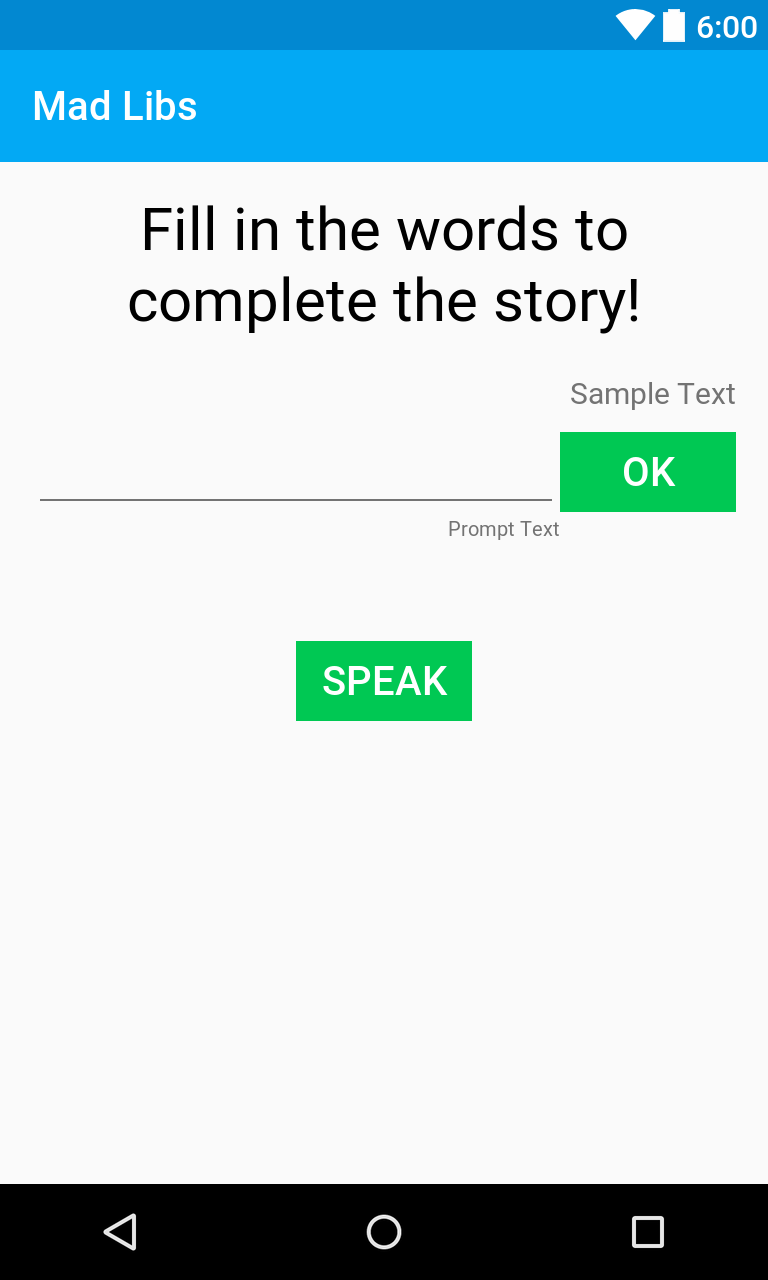 6:00
Mad Libs
Fill in the words to
complete the story!
Sample Text
OK
Prompt Text
SPEAK